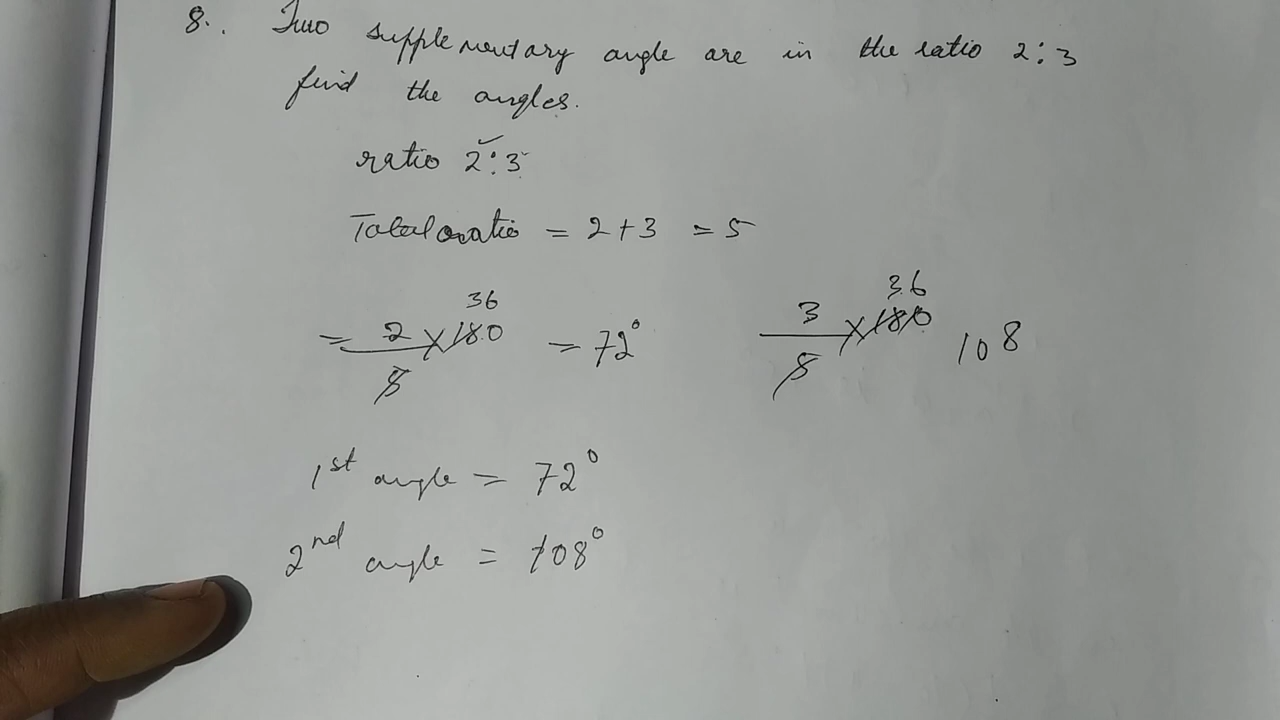 8.. Two supplementary angle are in the ratio 2:3
find the angles.
ratio 2:3
Total ratio = 2+3 = 5
= 2/5 × 180 36 = 72° 3/5 × 180 36 108
1st angle = 72°
2nd angle = 108°